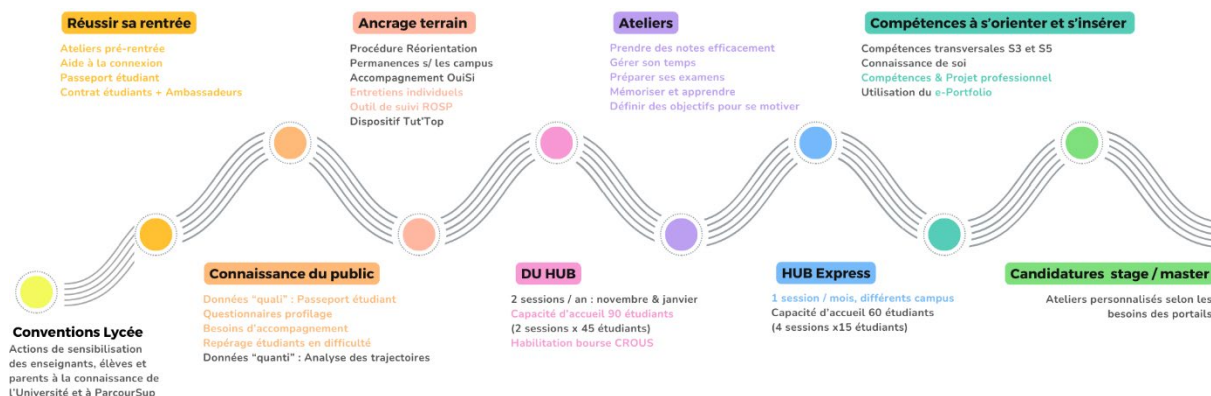 Réussir sa rentrée
Ateliers pré-rentrée
Aide à la connexion
Passeport étudiant
Contrat étudiants + Ambassadeurs
Ancrage terrain
Procédure Réorientation
Permanences s/ les campus
Accompagnement OuiSi
Entretiens individuels
Outil de suivi ROSP
Dispositif Tut'Top
Ateliers
Prendre des notes efficacement
Gérer son temps
Préparer ses examens
Mémoriser et apprendre
Définir des objectifs pour se motiver
Compétences à s'orienter et s'insérer
Compétences transversales S3 et S5
Connaissance de soi
Compétences & Projet professionnel
Utilisation du e-Portfolio
Conventions Lycée
Actions de sensibilisation
des enseignants, élèves et
parents à la connaissance de
l'Université et à ParcourSup
Connaissance du public
Données "quali" : Passeport étudiant
Questionnaires profilage
Besoins d'accompagnement
Repérage étudiants en difficulté
Données "quanti" : Analyse des trajectoires
DU HUB
2 sessions / an : novembre & janvier
Capacité d'accueil 90 étudiants
(2 sessions x 45 étudiants)
Habilitation bourse CROUS
HUB Express
1 session / mois, différents campus
Capacité d'accueil 60 étudiants
(4 sessions x15 étudiants)
Candidatures stage / master
Ateliers personnalisés selon les
besoins des portails